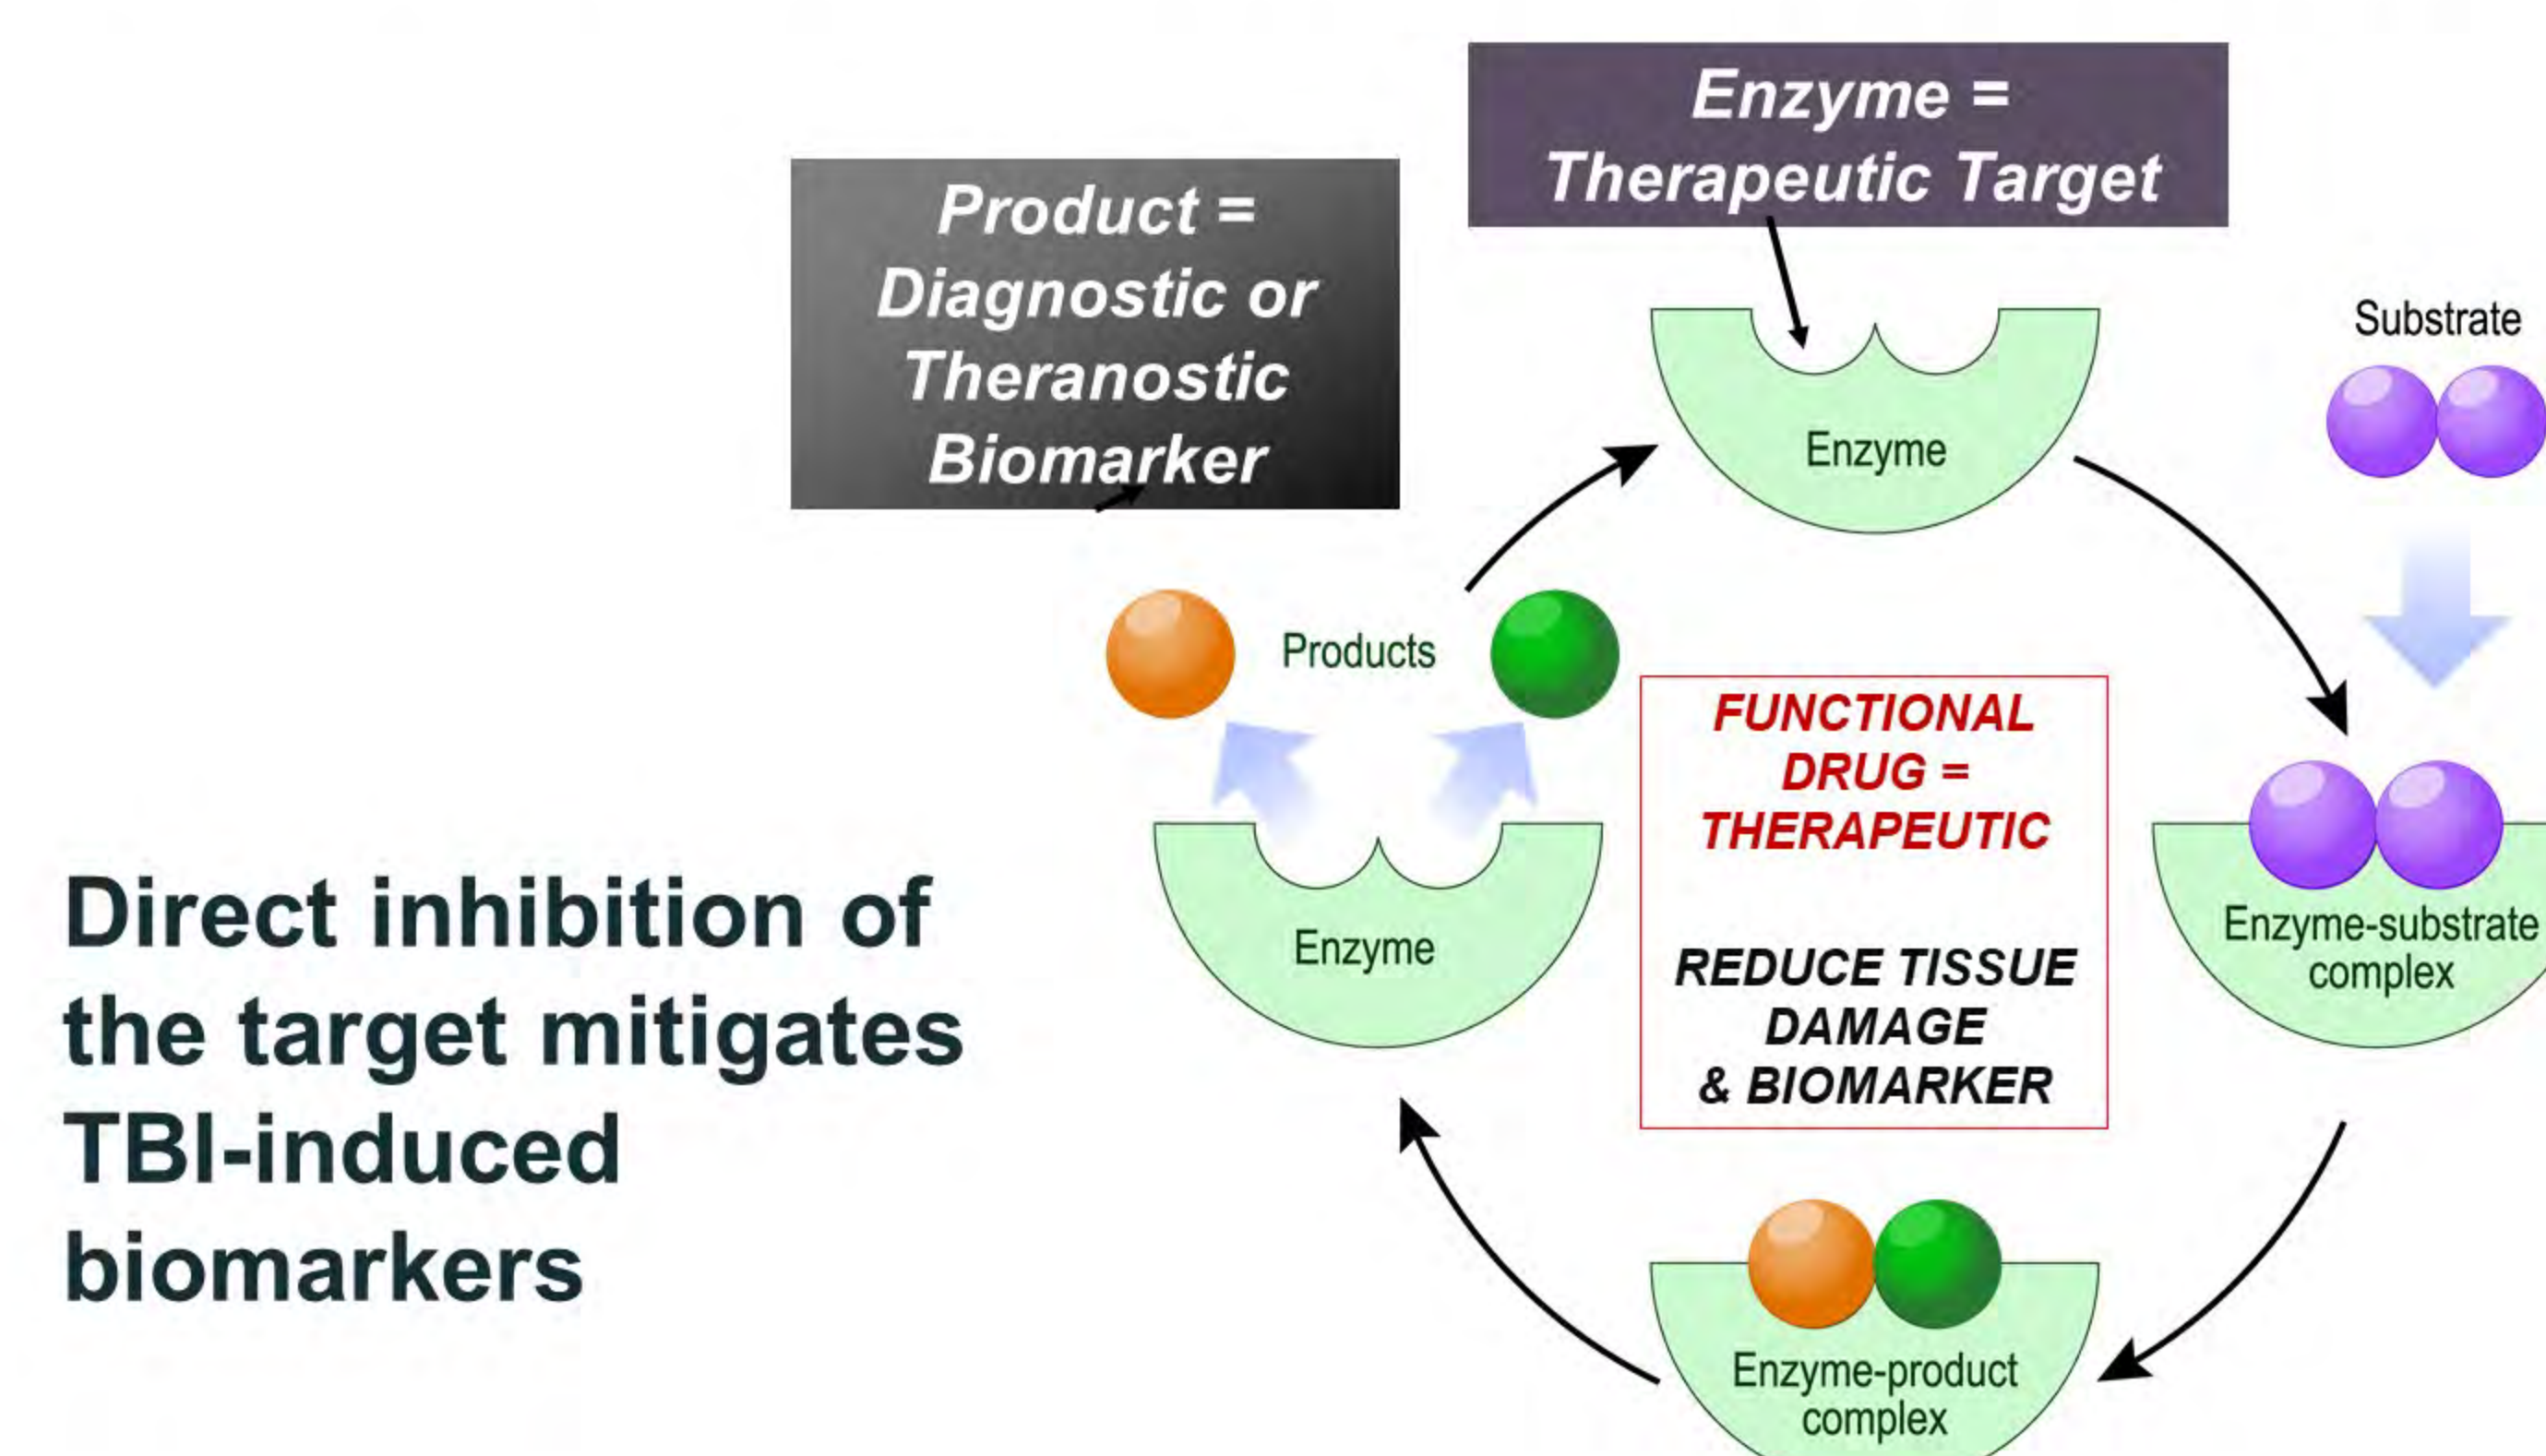 Enzyme =
Therapeutic Target
Product =
Diagnostic or
Theranostic
Biomarker
Substrate
Enzyme
Products
FUNCTIONAL
DRUG =
THERAPEUTIC
REDUCE TISSUE
DAMAGE
& BIOMARKER
Enzyme
Enzyme-substrate
complex
Direct inhibition of
the target mitigates
TBI-induced
biomarkers
Enzyme-product
complex